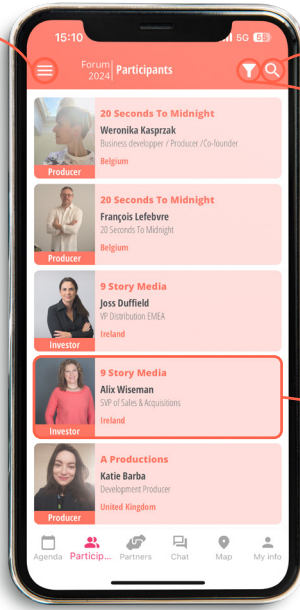 15:10
5G 68
Forum
2024
Participants
20 Seconds To Midnight
Weronika Kasprzak
Business developper / Producer /Co-founder
Belgium
Producer
20 Seconds To Midnight
François Lefebvre
20 Seconds To Midnight
Belgium
Producer
9 Story Media
Joss Duffield
VP Distribution EMEA
Ireland
Investor
9 Story Media
Alix Wiseman
SVP of Sales & Acquisitions
Ireland
Investor
A Productions
Katie Barba
Development Producer
United Kingdom
Producer
Agenda Particip... Partners Chat Map My info